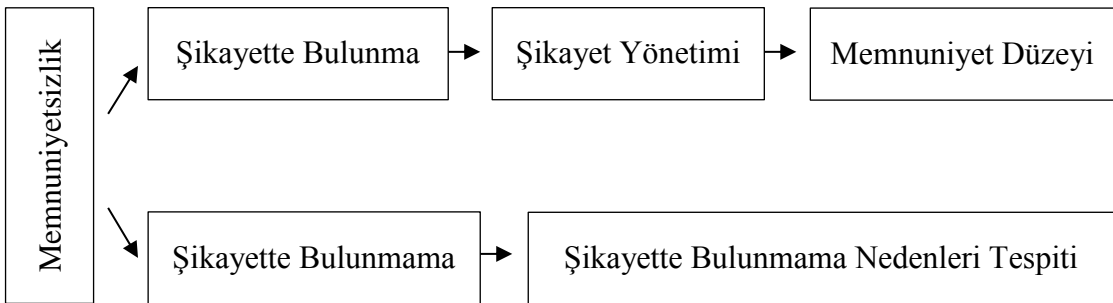 Memnuniyetsizlik
Şikayette Bulunma
Şikayet Yönetimi
Memnuniyet Düzeyi
Şikayette Bulunmama
Şikayette Bulunmama Nedenleri Tespiti